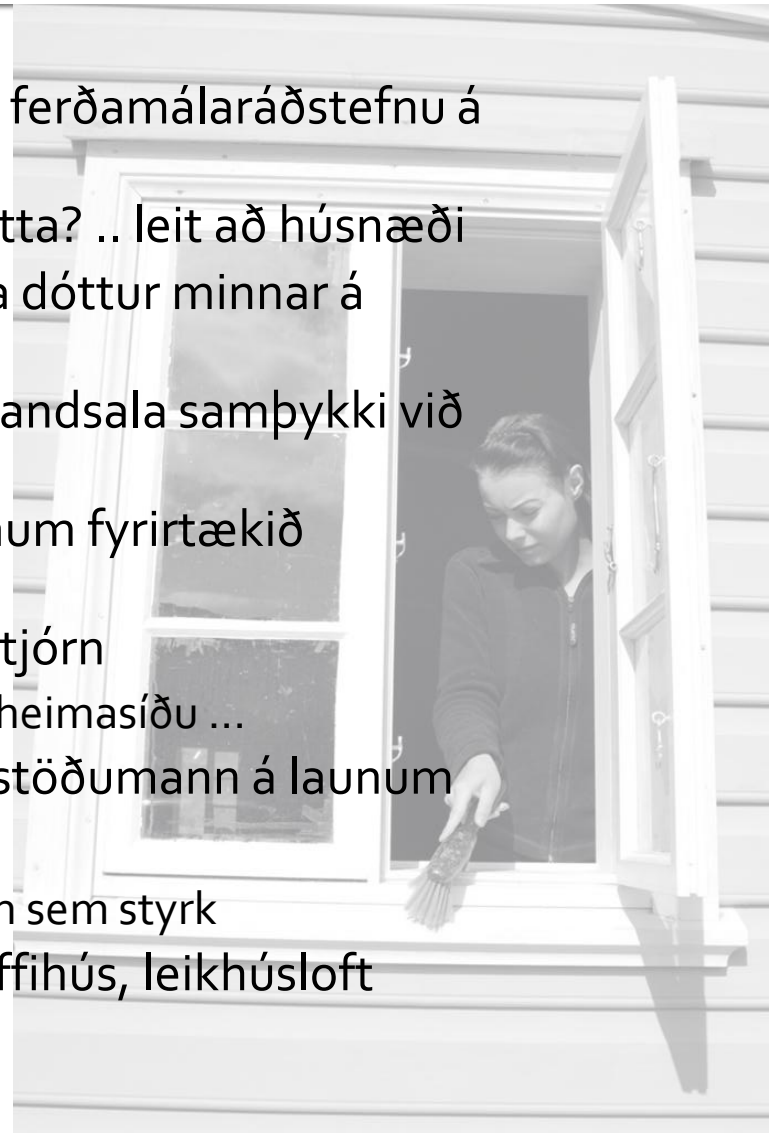 ferðamálaráðstefnu á
tta? .. leit að húsnæði
a dóttur minnar á
andsala samþykki við
um fyrirtækið
tjórn
heimasíðu ...
stöðumann á launum
n sem styrk
ffihús, leikhúsloft